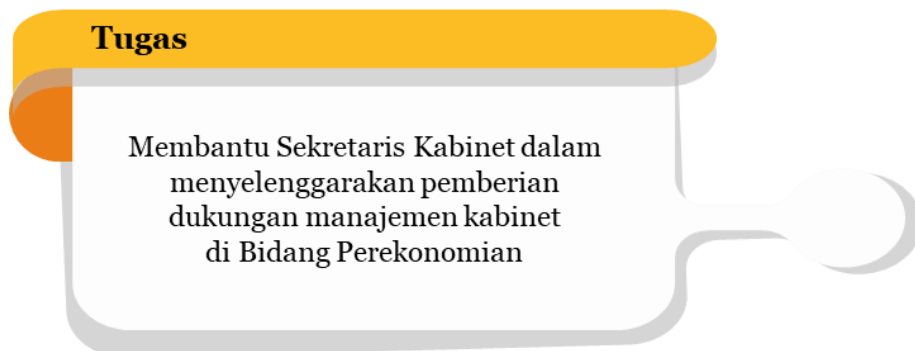 Tugas
Membantu Sekretaris Kabinet dalam
menyelenggarakan pemberian
dukungan manajemen kabinet
di Bidang Perekonomian